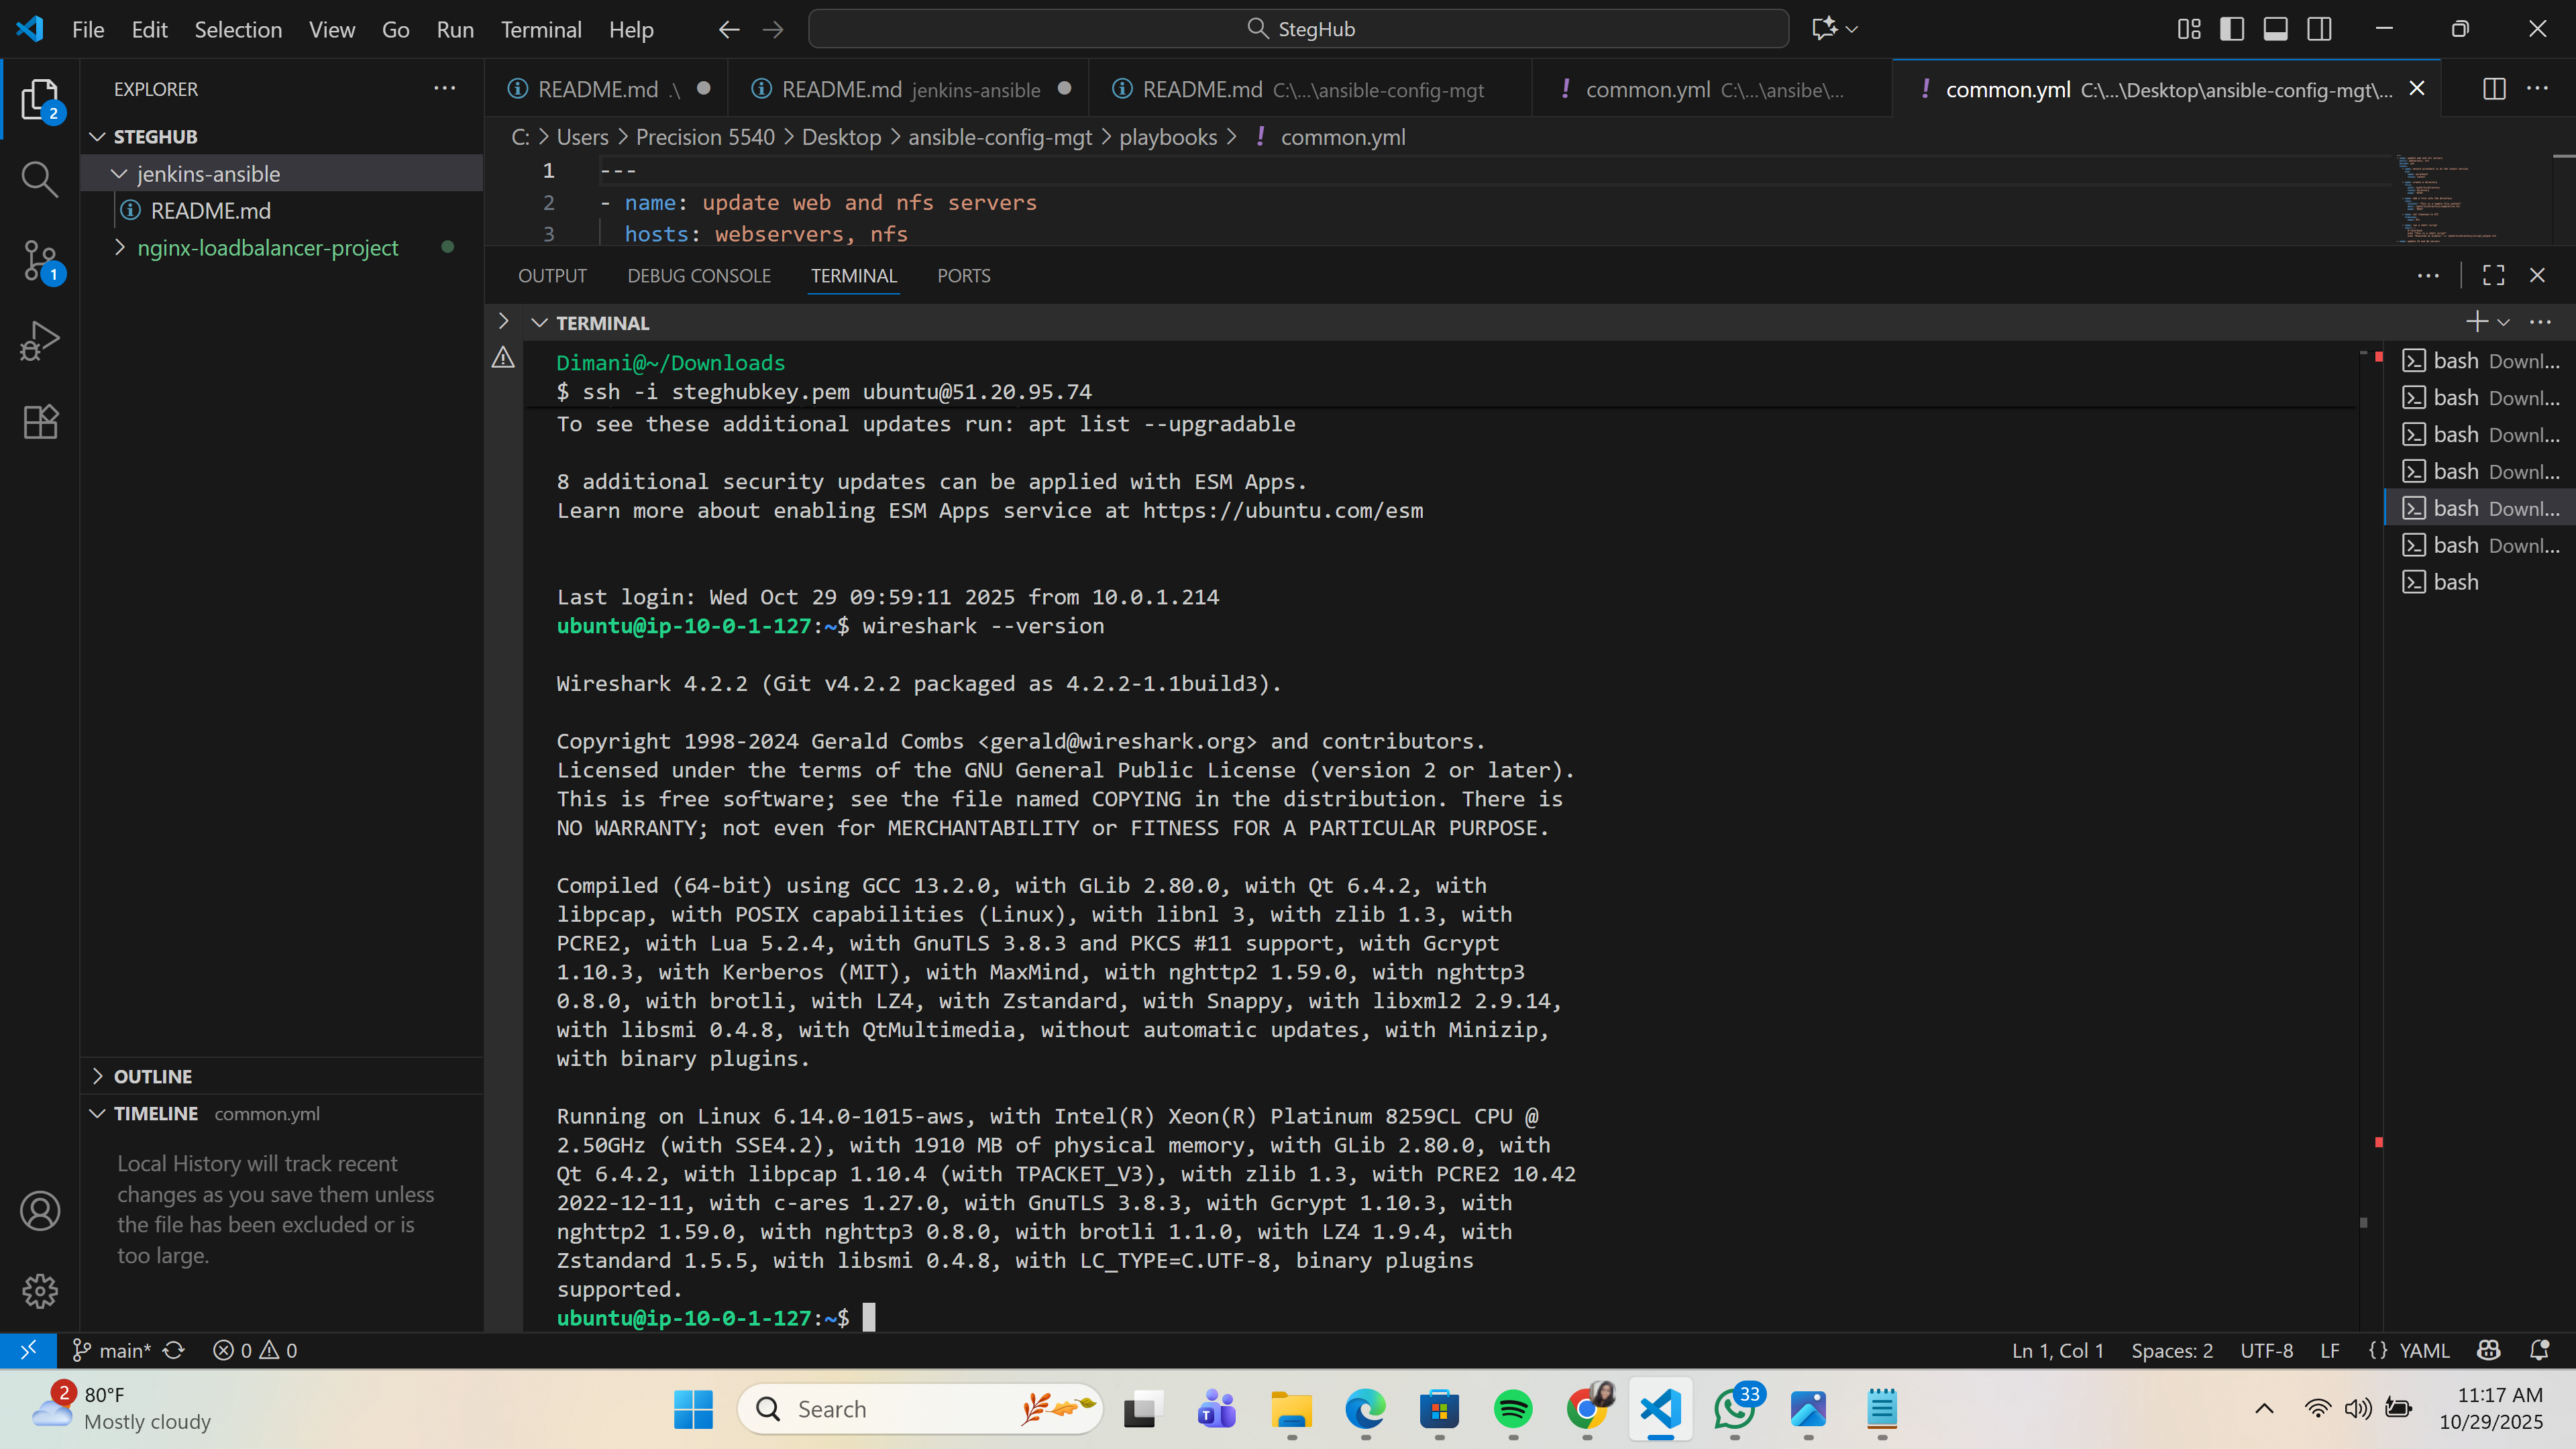 File Edit Selection View Go Run Terminal Help
StegHub
EXPLORER
README.md .\
README.md jenkins-ansible
README.md C:\...\ansible-config-mgt
common.yml C:\...\ansibe\...
common.yml C:\...\Desktop\ansible-config-mgt\...
2
STEGHUB
jenkins-ansible
README.md
nginx-loadbalancer-project
1
C: > Users > Precision 5540 > Desktop > ansible-config-mgt > playbooks > ! common.yml
1 ---
2 - name: update web and nfs servers
3 hosts: webservers, nfs
OUTPUT DEBUG CONSOLE TERMINAL PORTS
TERMINAL
Dimani@~/Downloads
$ ssh -i steghubkey.pem ubuntu@51.20.95.74
To see these additional updates run: apt list --upgradable
8 additional security updates can be applied with ESM Apps.
Learn more about enabling ESM Apps service at https://ubuntu.com/esm
Last login: Wed Oct 29 09:59:11 2025 from 10.0.1.214
ubuntu@ip-10-0-1-127:~$ wireshark --version
Wireshark 4.2.2 (Git v4.2.2 packaged as 4.2.2-1.1build3).
Copyright 1998-2024 Gerald Combs <gerald@wireshark.org> and contributors.
Licensed under the terms of the GNU General Public License (version 2 or later).
This is free software; see the file named COPYING in the distribution. There is
NO WARRANTY; not even for MERCHANTABILITY or FITNESS FOR A PARTICULAR PURPOSE.
Compiled (64-bit) using GCC 13.2.0, with GLib 2.80.0, with Qt 6.4.2, with
libpcap, with POSIX capabilities (Linux), with libnl 3, with zlib 1.3, with
PCRE2, with Lua 5.2.4, with GnuTLS 3.8.3 and PKCS #11 support, with Gcrypt
1.10.3, with Kerberos (MIT), with MaxMind, with nghttp2 1.59.0, with nghttp3
0.8.0, with brotli, with LZ4, with Zstandard, with Snappy, with libxml2 2.9.14,
with libsmi 0.4.8, with QtMultimedia, without automatic updates, with Minizip,
with binary plugins.
Running on Linux 6.14.0-1015-aws, with Intel(R) Xeon(R) Platinum 8259CL CPU @
2.50GHz (with SSE4.2), with 1910 MB of physical memory, with GLib 2.80.0, with
Qt 6.4.2, with libpcap 1.10.4 (with TPACKET_V3), with zlib 1.3, with PCRE2 10.42
2022-12-11, with c-ares 1.27.0, with GnuTLS 3.8.3, with Gcrypt 1.10.3, with
nghttp2 1.59.0, with nghttp3 0.8.0, with brotli 1.1.0, with LZ4 1.9.4, with
Zstandard 1.5.5, with libsmi 0.4.8, with LC_TYPE=C.UTF-8, binary plugins
supported.
ubuntu@ip-10-0-1-127:~$
bash Downl...
bash Downl...
bash Downl...
bash Downl...
bash Downl...
bash Downl...
bash
OUTLINE
TIMELINE common.yml
Local History will track recent
changes as you save them unless
the file has been excluded or is
too large.
main* 0 0
Ln 1, Col 1 Spaces: 2 UTF-8 LF {} YAML
2
80°F
Mostly cloudy
Search
33
11:17 AM
10/29/2025